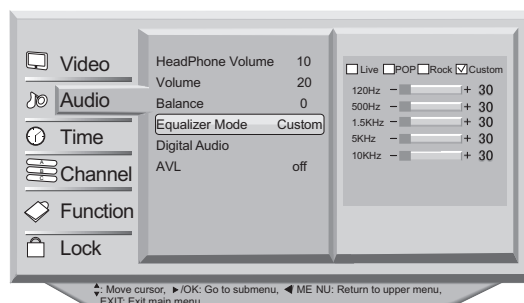 Video
Audio
Time
Channel
Function
Lock
HeadPhone Volume 10
Volume 20
Balance 0
Equalizer Mode Custom
Digital Audio
AVL off
Live POP Rock Custom
120Hz − + 30
500Hz − + 30
1.5KHz − + 30
5KHz − + 30
10KHz − + 30
: Move cursor, ►/OK: Go to submenu, ◄ ME NU: Return to upper menu,
EXIT: Exit main menu